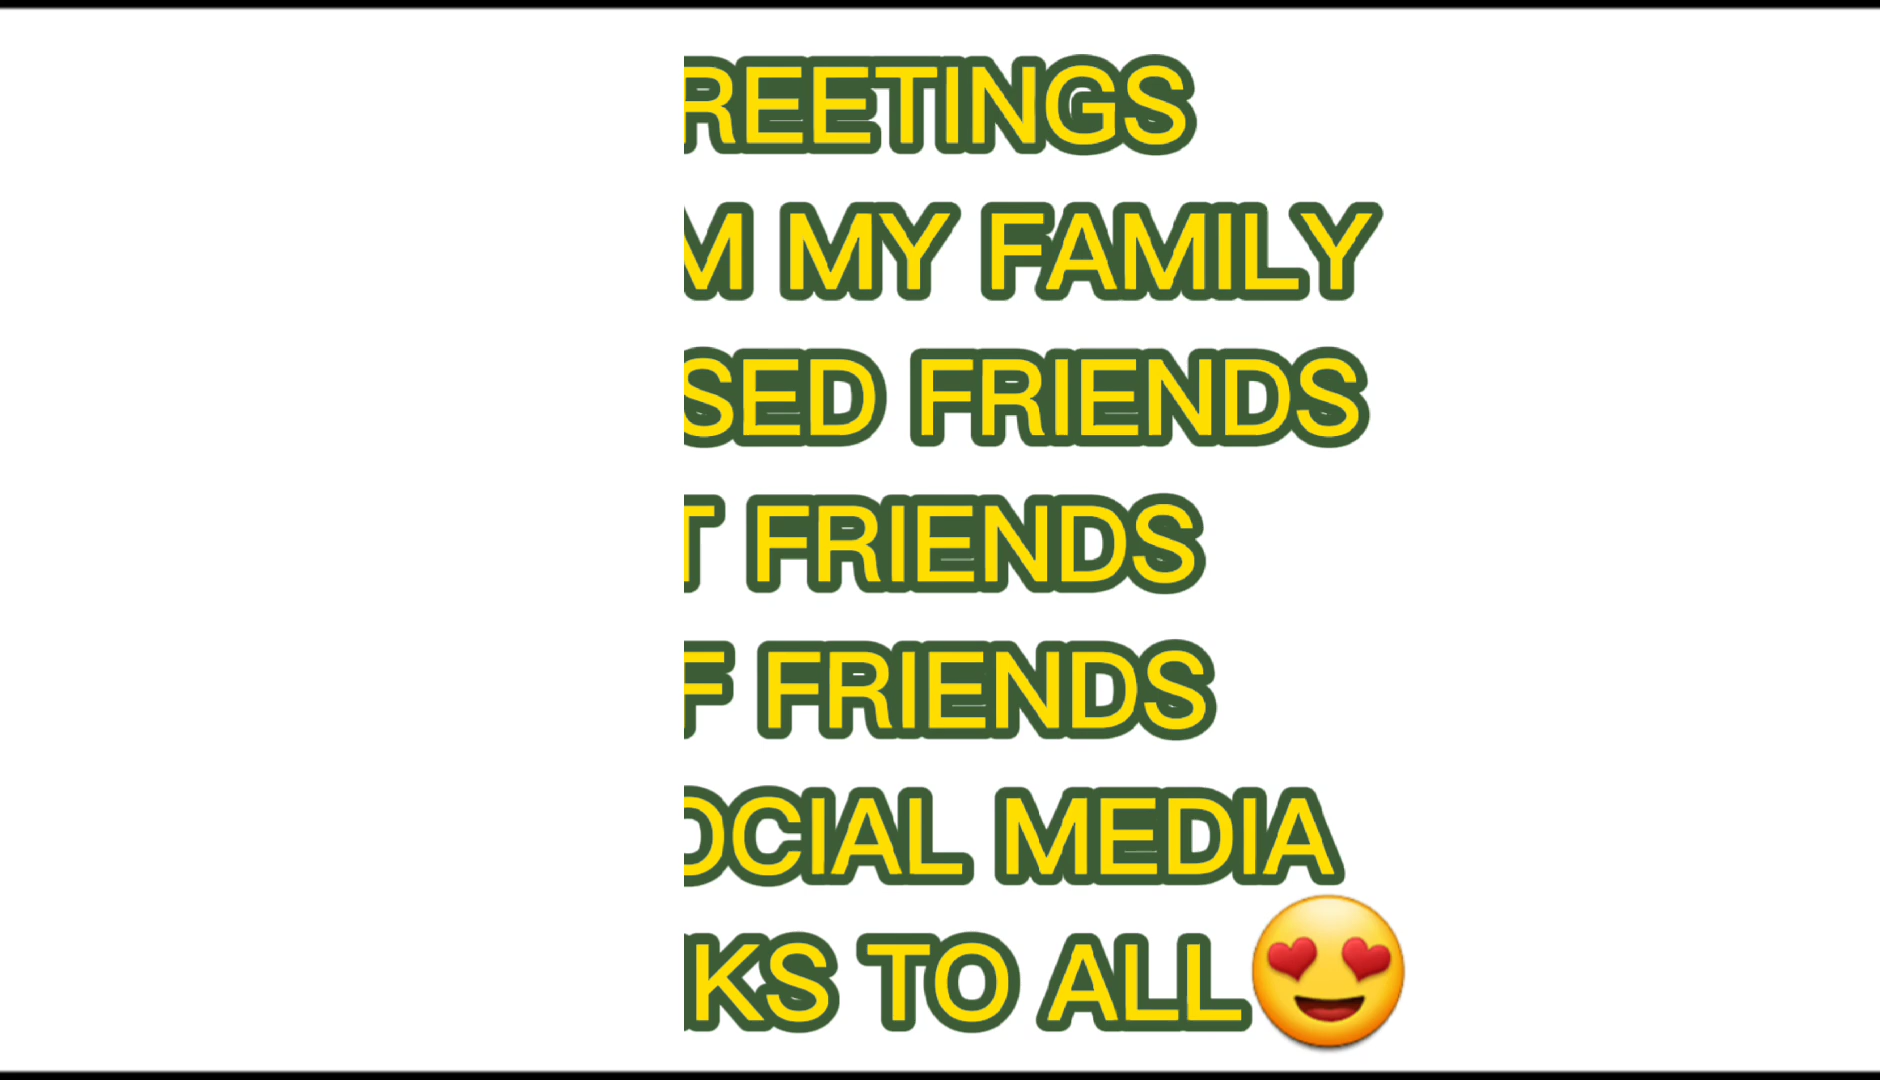 REETINGS
M MY FAMILY
SED FRIENDS
T FRIENDS
F FRIENDS
OCIAL MEDIA
KS TO ALL😍